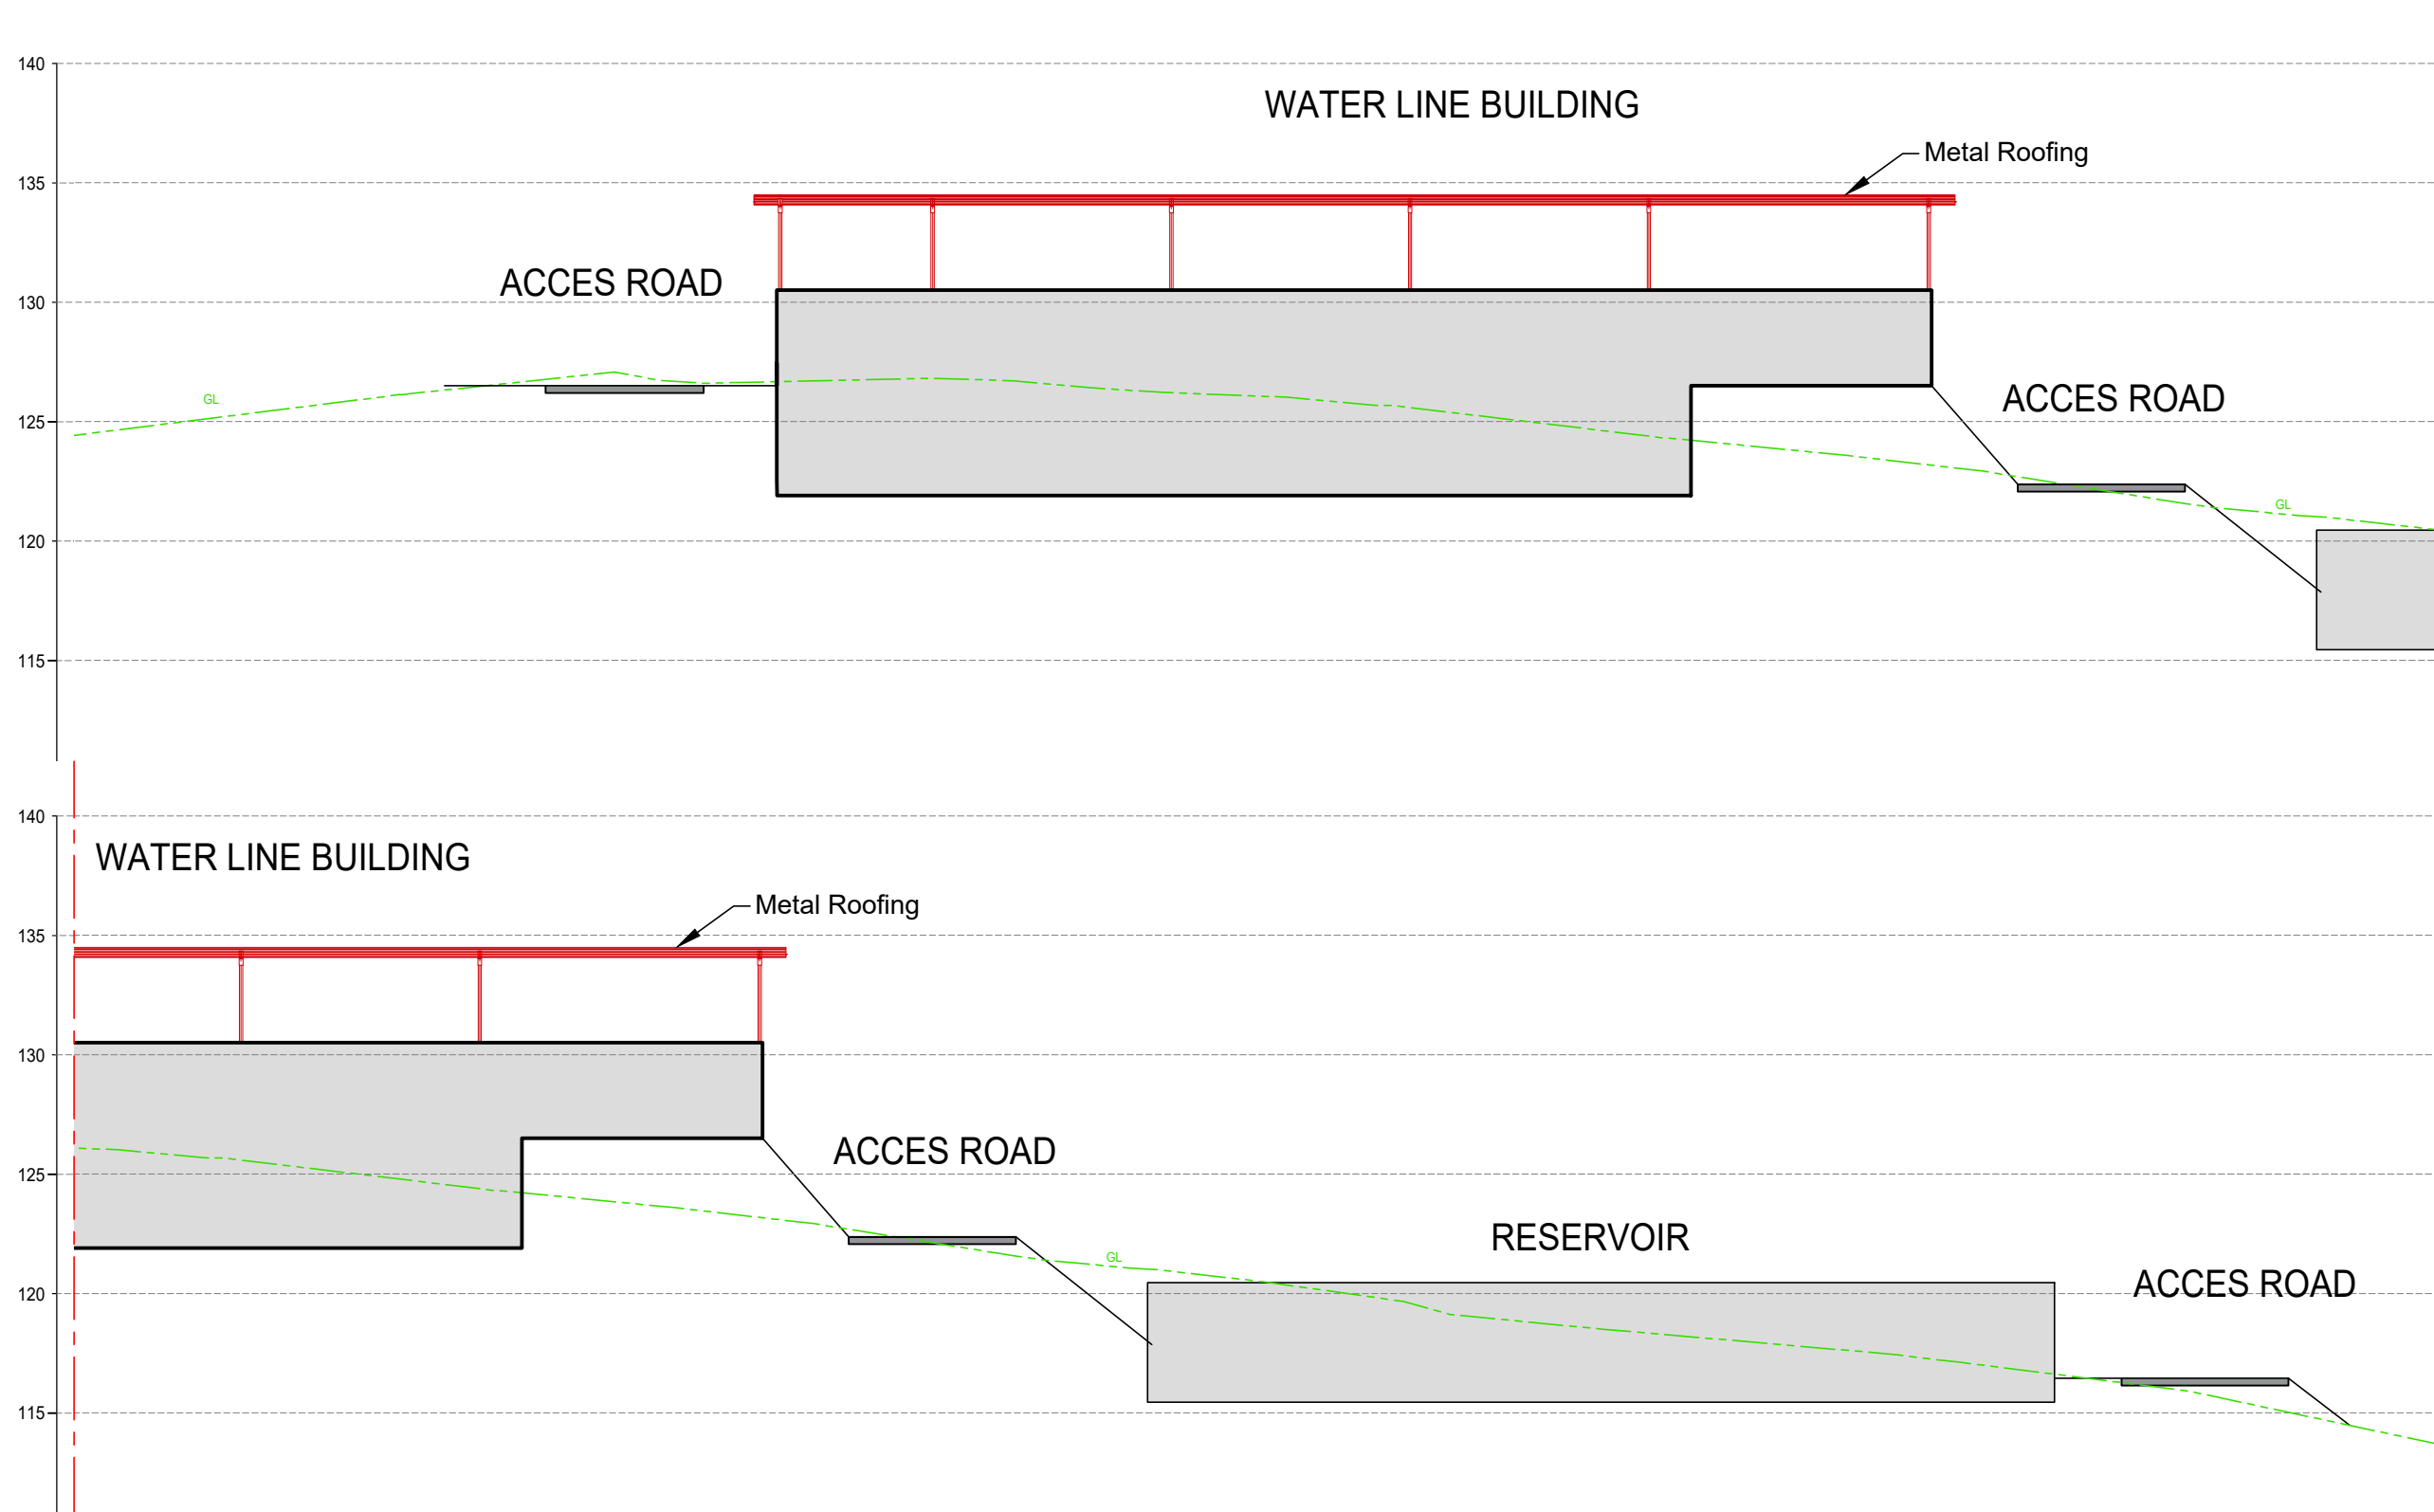 140
WATER LINE BUILDING
Metal Roofing
135
ACCES ROAD
130
GL
ACCES ROAD
125
GL
120
115
140
WATER LINE BUILDING
Metal Roofing
135
130
ACCES ROAD
125
RESERVOIR
GL
ACCES ROAD
120
115